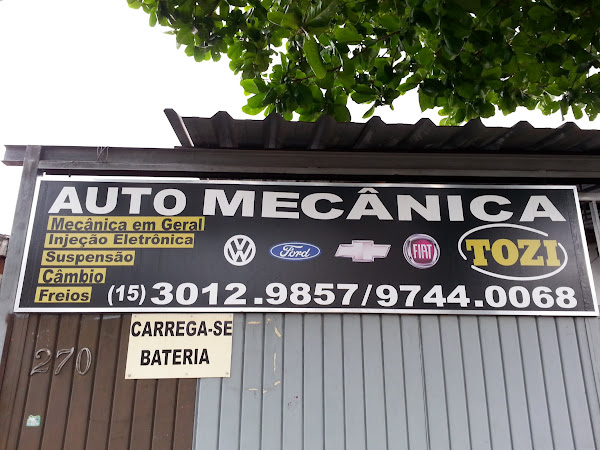 AUTO MECÂNICA
Mecânica em Geral
Injeção Eletrônica
Suspensão
Câmbio
Freios
Ford
FIAT
TOZI
(15) 3012.9857/9744.0068
CARREGA-SE
BATERIA
270